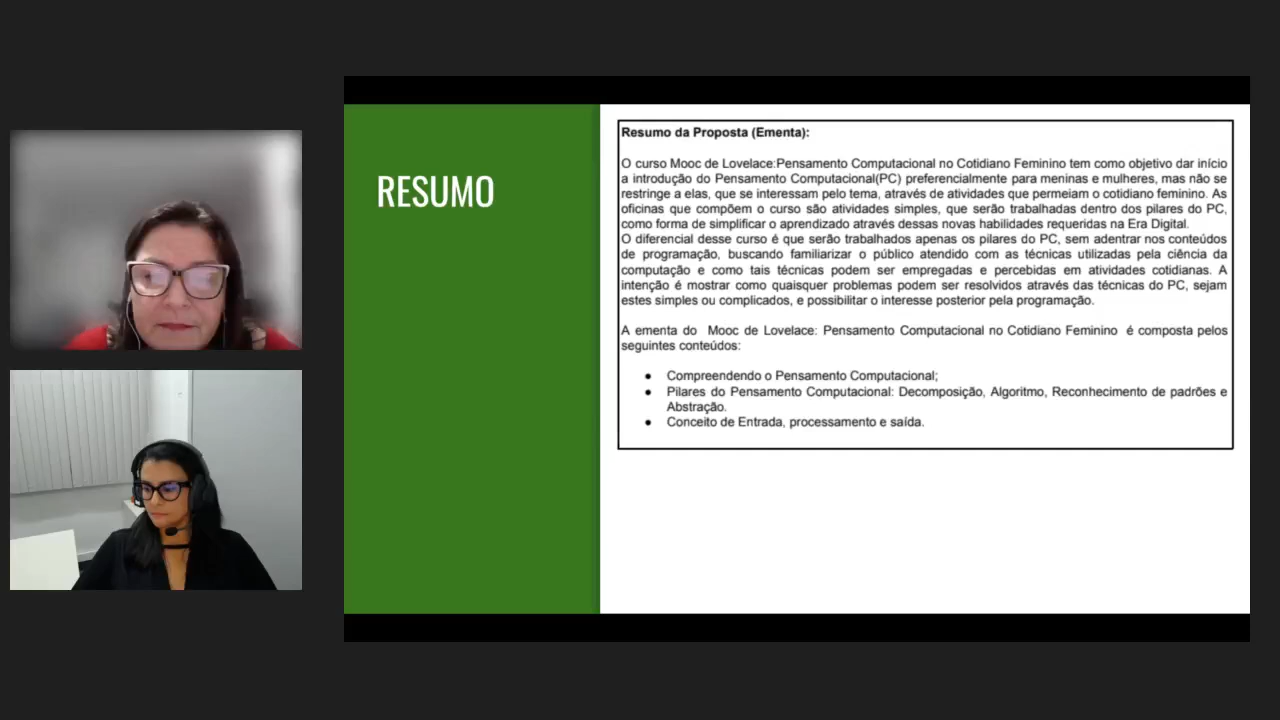 RESUMO
Resumo da Proposta (Ementa):
O curso Mooc de Lovelace:Pensamento Computacional no Cotidiano Feminino tem como objetivo dar início
a introdução do Pensamento Computacional(PC) preferencialmente para meninas e mulheres, mas não se
restringe a elas, que se interessam pelo tema, através de atividades que permeiam o cotidiano feminino. As
oficinas que compõem o curso são atividades simples, que serão trabalhadas dentro dos pilares do PC,
como forma de simplificar o aprendizado através dessas novas habilidades requeridas na Era Digital.
O diferencial desse curso é que serão trabalhados apenas os pilares do PC, sem adentrar nos conteúdos
de programação, buscando familiarizar o público atendido com as técnicas utilizadas pela ciência da
computação e como tais técnicas podem ser empregadas e percebidas em atividades cotidianas. A
intenção é mostrar como quaisquer problemas podem ser resolvidos através das técnicas do PC, sejam
estes simples ou complicados, e possibilitar o interesse posterior pela programação.
A ementa do Mooc de Lovelace: Pensamento Computacional no Cotidiano Feminino é composta pelos
seguintes conteúdos:
● Compreendendo o Pensamento Computacional;
● Pilares do Pensamento Computacional: Decomposição, Algoritmo, Reconhecimento de padrões e
Abstração.
● Conceito de Entrada, processamento e saída.